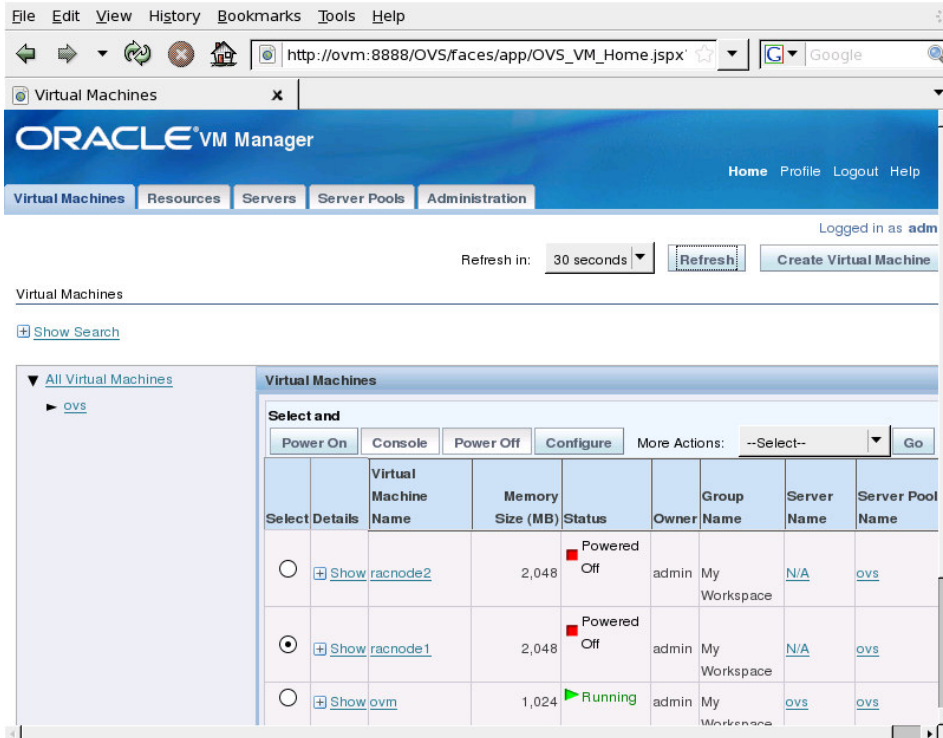 File Edit View History Bookmarks Tools Help
http://ovm:8888/OVS/faces/app/OVS_VM_Home.jspx
G Google
Virtual Machines
ORACLE VM Manager
Home Profile Logout Help
Virtual Machines Resources Servers Server Pools Administration
Logged in as adm
Refresh in: 30 seconds Refresh Create Virtual Machine
Virtual Machines
Show Search
All Virtual Machines
ovs
Virtual Machines
Select and
Power On Console Power Off Configure More Actions: --Select-- Go
Select Details Virtual Machine Name Memory Size (MB) Status Owner Group Name Server Name Server Pool Name
Show racnode2 2,048 Powered Off admin My Workspace N/A ovs
Show racnode1 2,048 Powered Off admin My Workspace N/A ovs
Show ovm 1,024 Running admin My Workspace ovs ovs